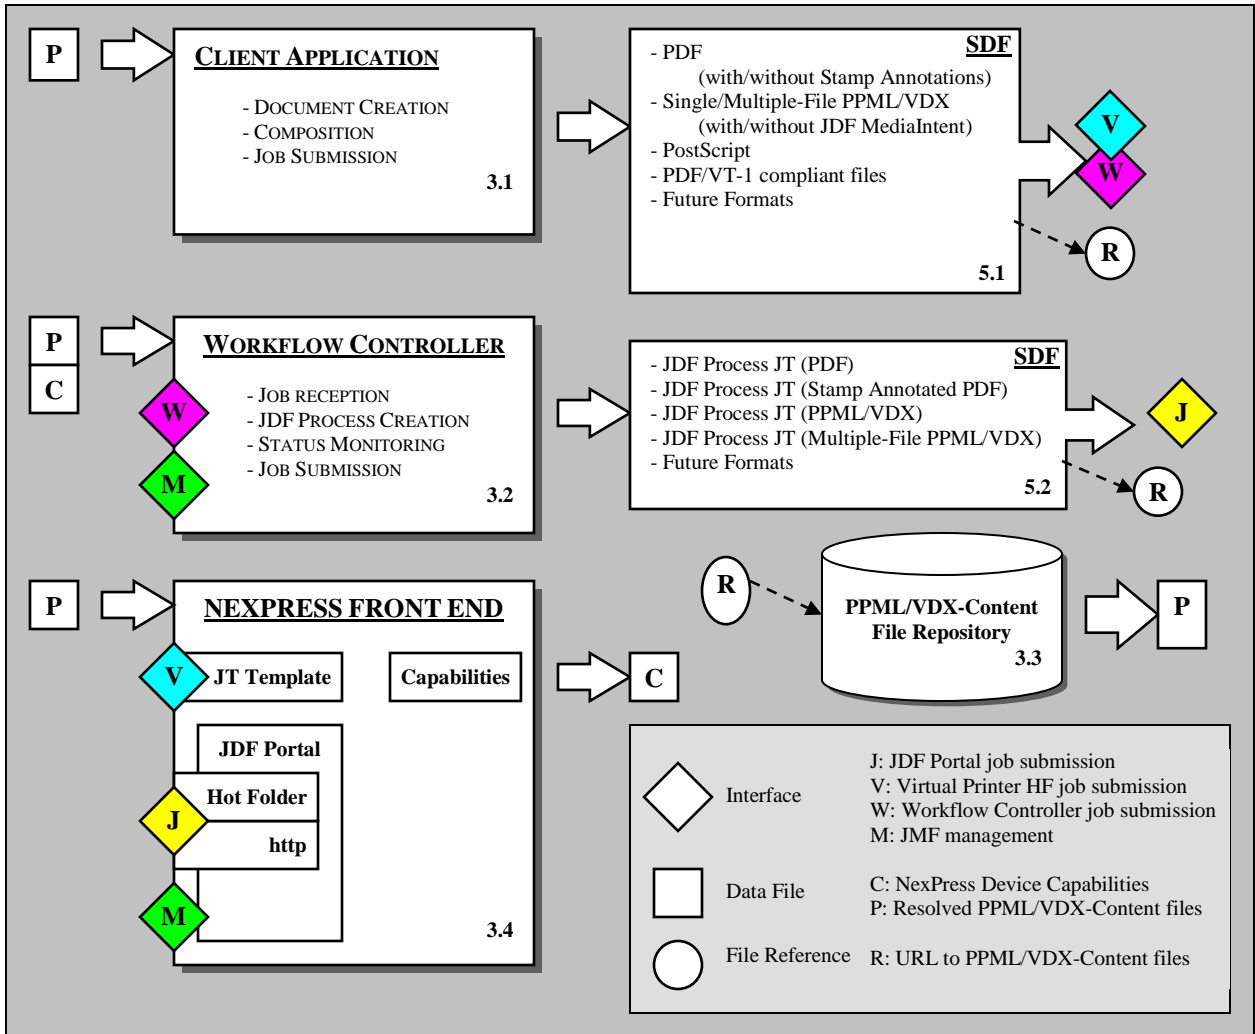 P
CLIENT APPLICATION
- DOCUMENT CREATION
- COMPOSITION
- JOB SUBMISSION
3.1
SDF
- PDF
(with/without Stamp Annotations)
- Single/Multiple-File PPML/VDX
(with/without JDF MediaIntent)
- PostScript
- PDF/VT-1 compliant files
- Future Formats
5.1
V
W
R
P
C
WORKFLOW CONTROLLER
- JOB RECEPTION
- JDF PROCESS CREATION
- STATUS MONITORING
- JOB SUBMISSION
3.2
W
M
SDF
- JDF Process JT (PDF)
- JDF Process JT (Stamp Annotated PDF)
- JDF Process JT (PPML/VDX)
- JDF Process JT (Multiple-File PPML/VDX)
- Future Formats
5.2
J
R
P
NEXPRESS FRONT END
V
JT Template
Capabilities
JDF Portal
Hot Folder
J
http
M
3.4
C
R
PPML/VDX-Content
File Repository
3.3
P
Interface
J: JDF Portal job submission
V: Virtual Printer HF job submission
W: Workflow Controller job submission
M: JMF management
Data File
C: NexPress Device Capabilities
P: Resolved PPML/VDX-Content files
File Reference
R: URL to PPML/VDX-Content files